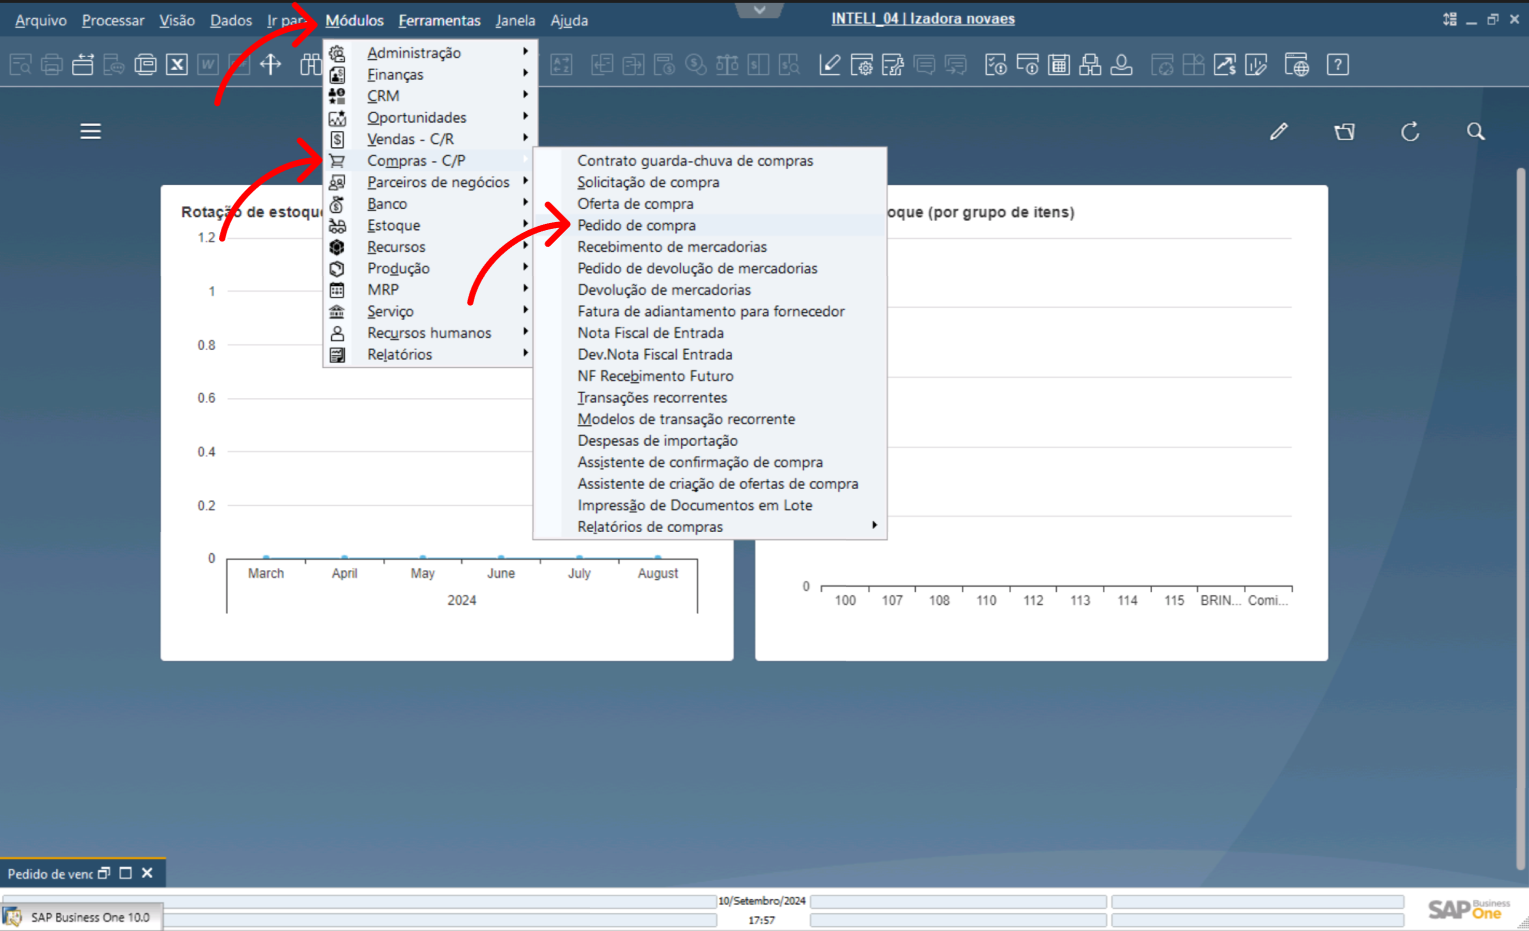 Arquivo Processar Visão Dados Ir par Módulos Ferramentas Janela Ajuda
INTELI_04 | Izadora novaes
Administração
Finanças
CRM
Oportunidades
Vendas - C/R
Compras - C/P
Parceiros de negócios
Banco
Estoque
Recursos
Produção
MRP
Serviço
Recursos humanos
Relatórios
Contrato guarda-chuva de compras
Solicitação de compra
Oferta de compra
Pedido de compra
Recebimento de mercadorias
Pedido de devolução de mercadorias
Devolução de mercadorias
Fatura de adiantamento para fornecedor
Nota Fiscal de Entrada
Dev.Nota Fiscal Entrada
NF Recebimento Futuro
Transações recorrentes
Modelos de transação recorrente
Despesas de importação
Assistente de confirmação de compra
Assistente de criação de ofertas de compra
Impressão de Documentos em Lote
Relatórios de compras
Rotação de estoqu
1.2
1
0.8
0.6
0.4
0.2
0
March April May June July August
2024
oque (por grupo de itens)
0
100 107 108 110 112 113 114 115 BRIN... Comi...
Pedido de venc
10/Setembro/2024
17:57
SAP Business One 10.0
SAP Business One